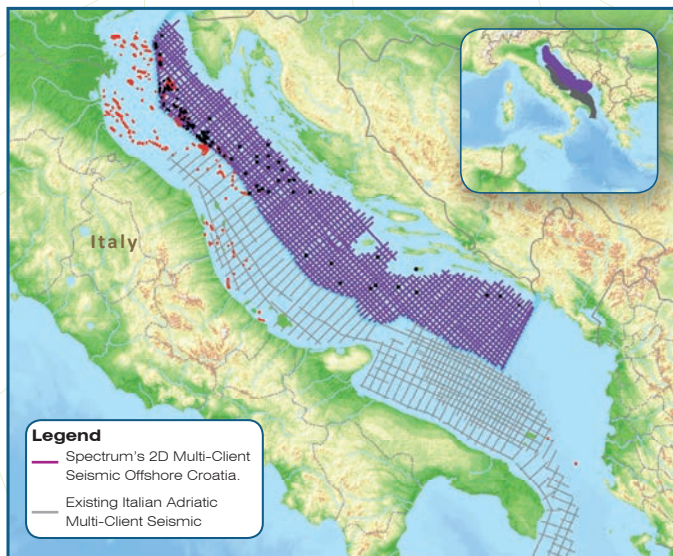 Italy
Legend
Spectrum's 2D Multi-Client
Seismic Offshore Croatia.
Existing Italian Adriatic
Multi-Client Seismic